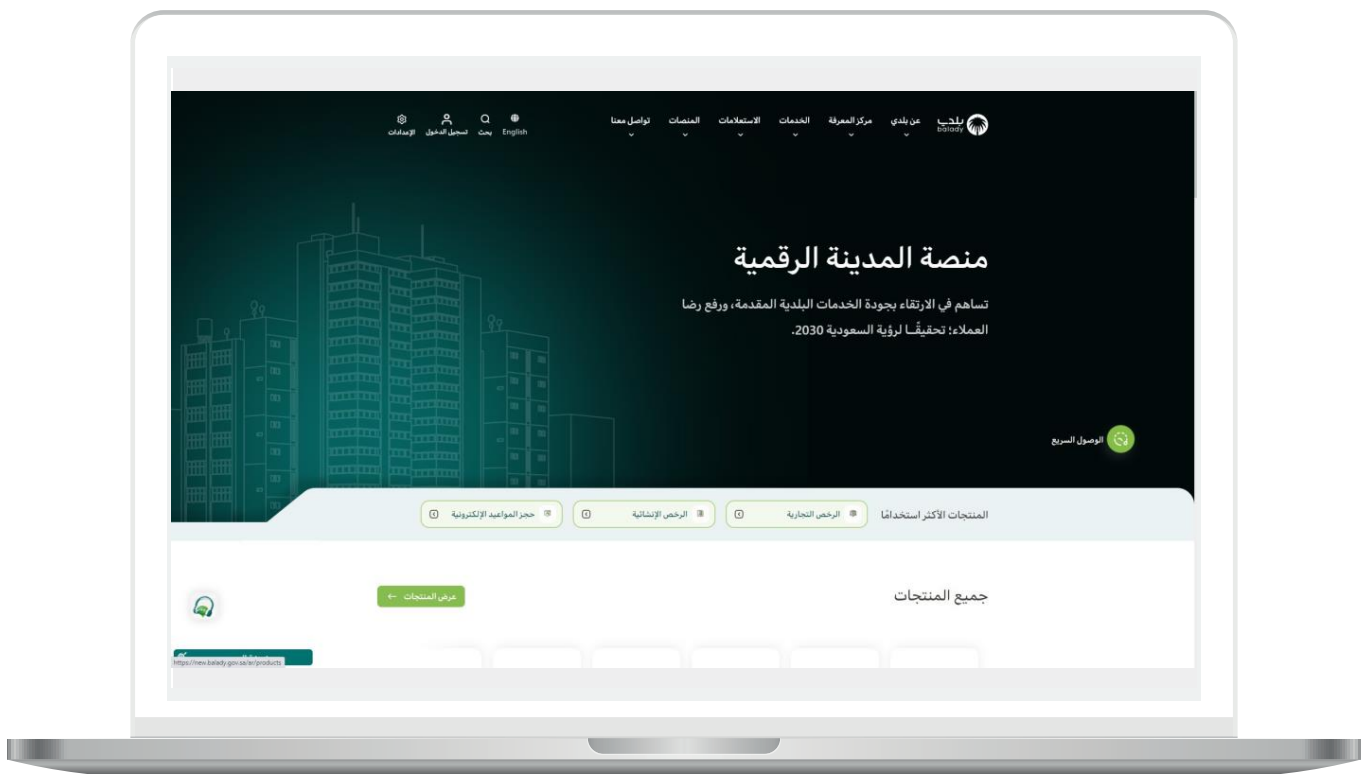 بلدي
balady
عن بلدي
مركز المعرفة
الخدمات
الاستعلامات
المنصات
تواصل معنا
English
بحث
تسجيل الدخول
الإعدادات
منصة المدينة الرقمية
تساهم في الارتقاء بجودة الخدمات البلدية المقدمة، ورفع رضا
العملاء؛ تحقيقًـا لرؤية السعودية 2030.
الوصول السريع
المنتجات الأكثر استخدامًا
الرخص التجارية
الرخص الإنشائية
حجز المواعيد الإلكترونية
جميع المنتجات
عرض المنتجات
https://new.balady.gov.sa/ar/products